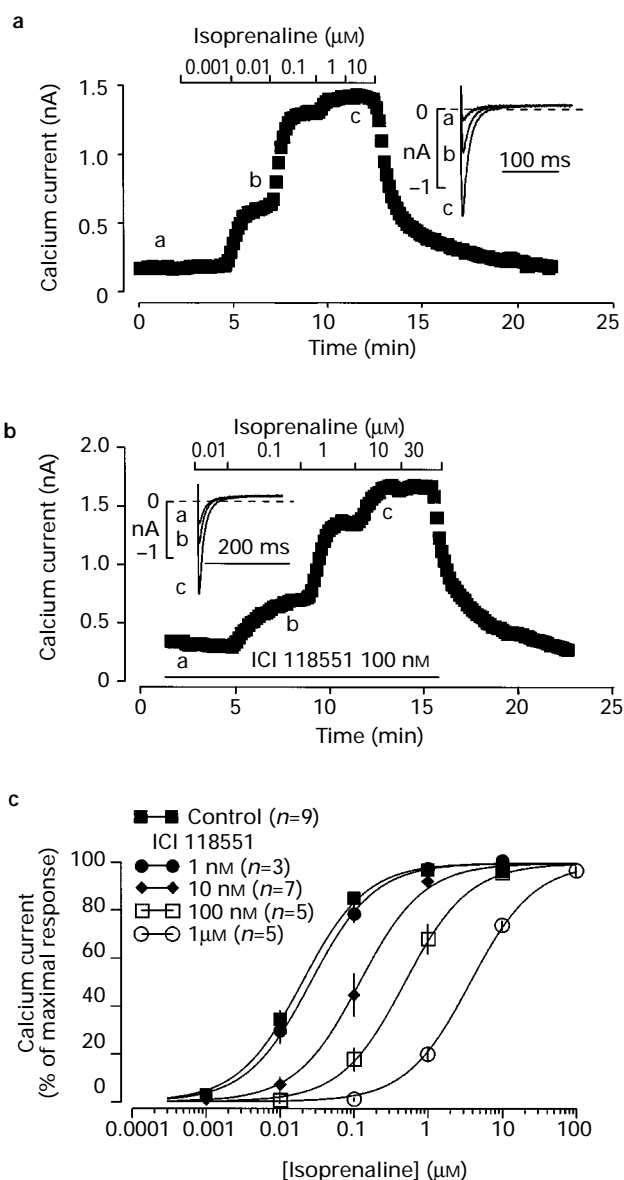 a
Isoprenaline (µM)
0.001 0.01 0.1 1 10
1.5
1.0
0.5
0
Calcium current (nA)
a
b
c
0
nA
–1
a
b
c
100 ms
0 5 10 15 20 25
Time (min)
b
Isoprenaline (µM)
0.01 0.1 1 10 30
2.0
1.5
1.0
0.5
0
Calcium current (nA)
0
nA
–1
a
b
c
200 ms
a
b
c
ICI 118551 100 nM
0 5 10 15 20 25
Time (min)
c
Control (n=9)
ICI 118551
1 nM (n=3)
10 nM (n=7)
100 nM (n=5)
1µM (n=5)
100
80
60
40
20
0
Calcium current
(% of maximal response)
0.0001 0.001 0.01 0.1 1 10 100
[Isoprenaline] (µM)